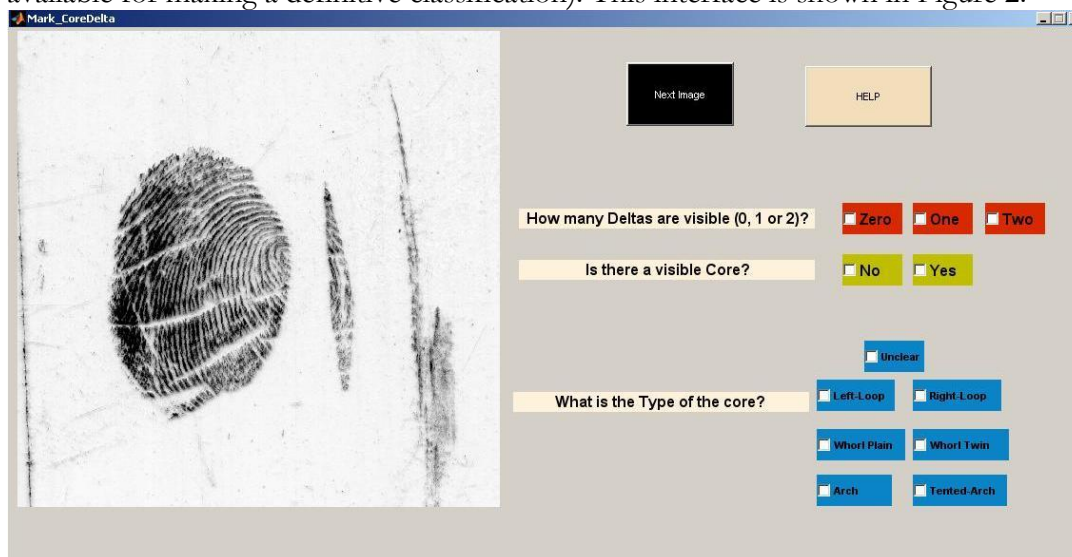 available for making a definitive classification). This interface is shown in Figure 2.
Mark_CoreDelta
Next Image
HELP
How many Deltas are visible (0, 1 or 2)?
Zero
One
Two
Is there a visible Core?
No
Yes
Unclear
What is the Type of the core?
Left-Loop
Right-Loop
Whorl Plain
Whorl Twin
Arch
Tented-Arch